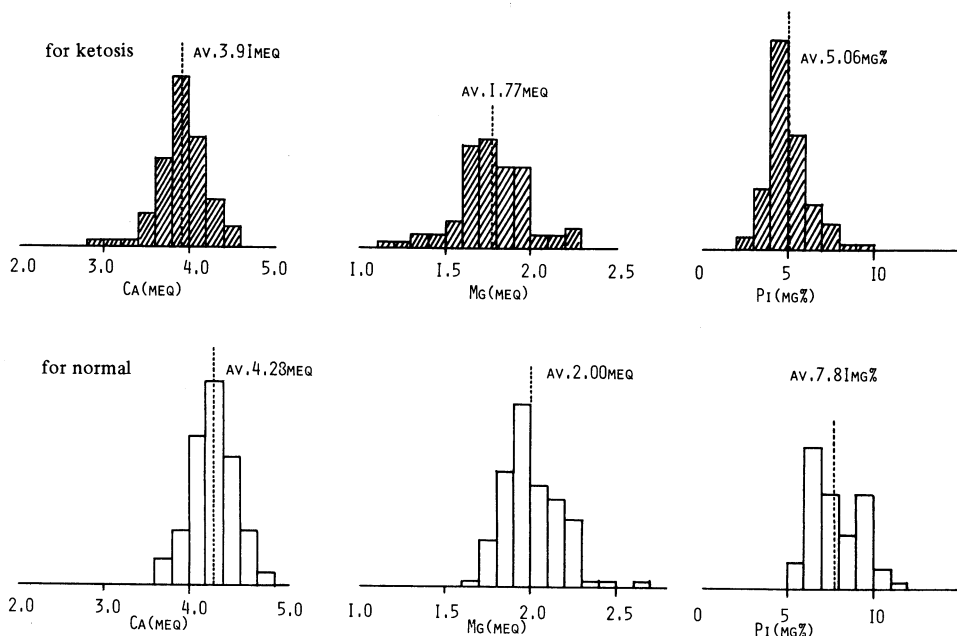 for ketosis
AV.3.91MEQ
AV.1.77MEQ
AV.5.06MG%
2.0 3.0 4.0 5.0
CA(MEQ)
1.0 1.5 2.0 2.5
MG(MEQ)
0 5 10
PI(MG%)
for normal
AV.4.28MEQ
AV.2.00MEQ
AV.7.81MG%
2.0 3.0 4.0 5.0
CA(MEQ)
1.0 1.5 2.0 2.5
MG(MEQ)
0 5 10
PI(MG%)